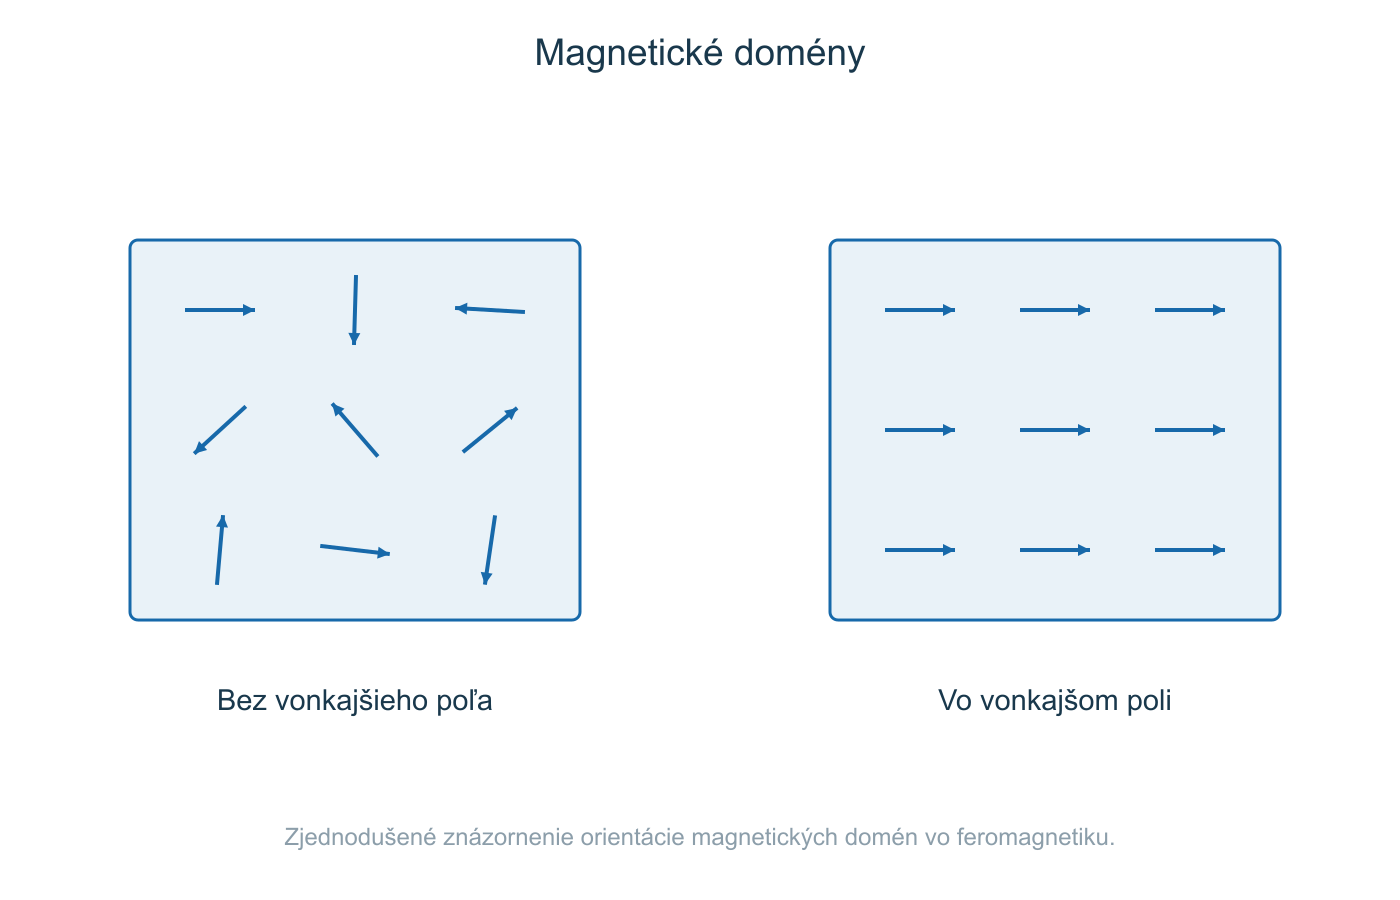 Magnetické domény
Bez vonkajšieho poľa
Vo vonkajšom poli
Zjednodušené znázornenie orientácie magnetických domén vo feromagnetiku.